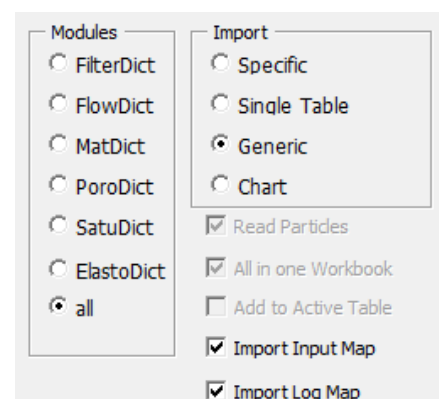 Modules
FilterDict
FlowDict
MatDict
PoroDict
SatuDict
ElastoDict
all
Import
Specific
Single Table
Generic
Chart
Read Particles
All in one Workbook
Add to Active Table
Import Input Map
Import Log Map